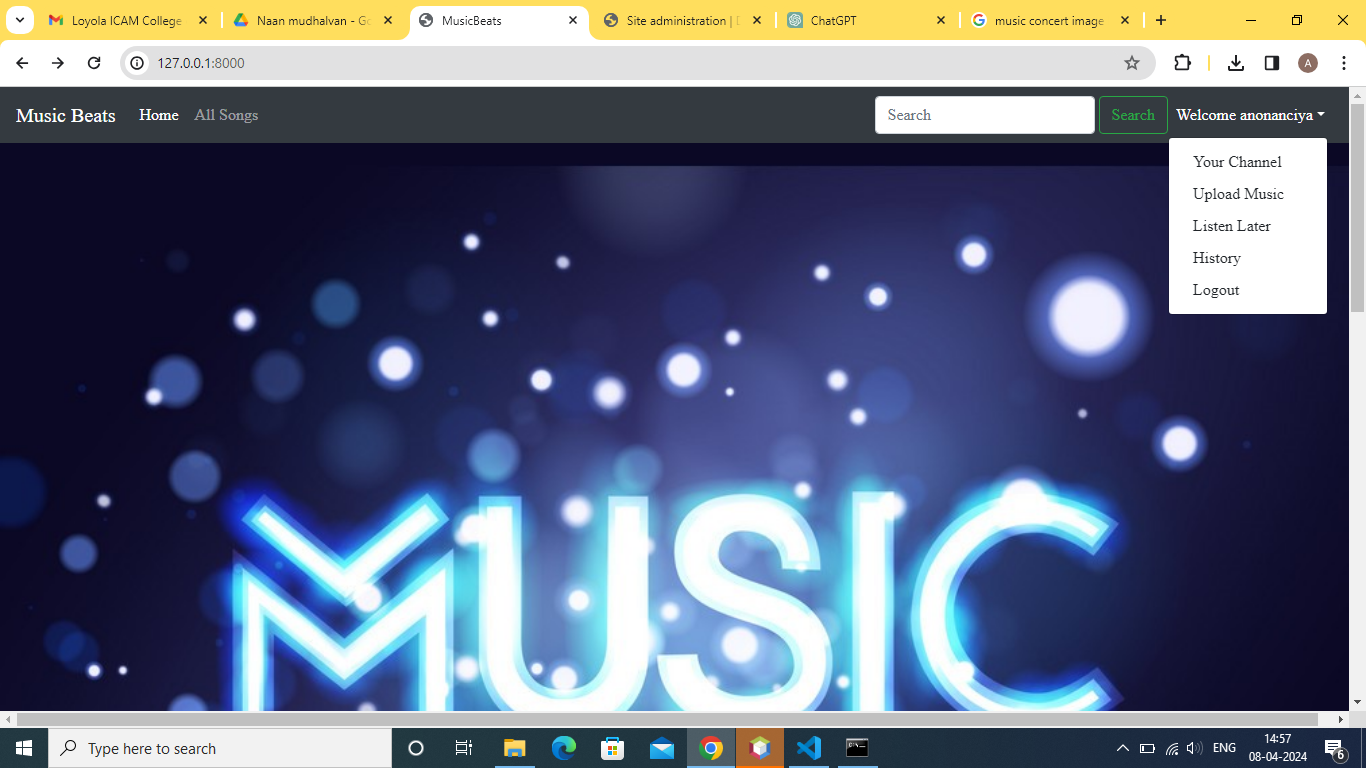 Loyola ICAM College
Naan mudhalvan - Go
MusicBeats
Site administration | D
ChatGPT
music concert image
127.0.0.1:8000
A
Music Beats
Home
All Songs
Search
Search
Welcome anonanciya
Your Channel
Upload Music
Listen Later
History
Logout
MUSIC
Type here to search
ENG
14:57
08-04-2024
6